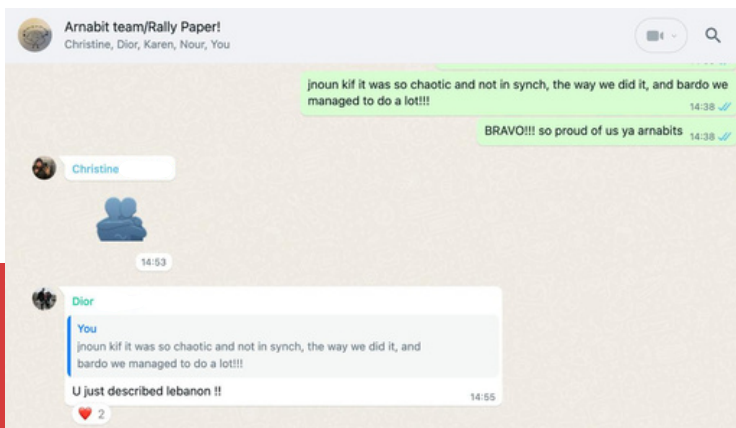 Arnabit team/Rally Paper!
Christine, Dior, Karen, Nour, You
jnoun kif it was so chaotic and not in synch, the way we did it, and bardo we
managed to do a lot!!!
14:38
BRAVO!!! so proud of us ya arnabits 14:38
Christine
14:53
Dior
You
jnoun kif it was so chaotic and not in synch, the way we did it, and
bardo we managed to do a lot!!!
U just described lebanon !!
14:55
2